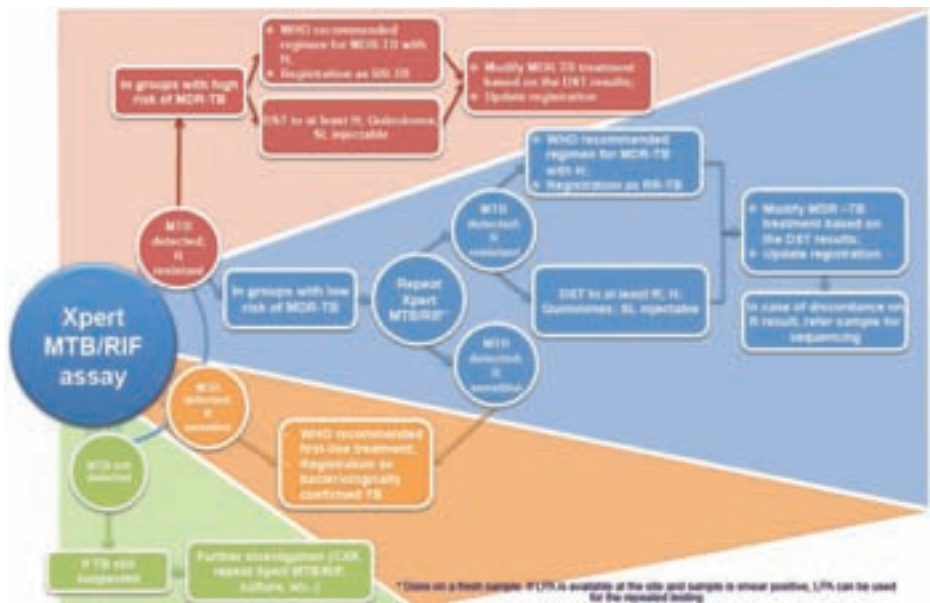 WHO recommended
regimen for MDR-TB with
H;
Registration as RR-TB
In groups with high
risk of MDR-TB
DST to at least H, Quinolones,
SL injectable
Modify MDR-TB treatment
based on the DST results;
Update registration
MTB
detected;
R
resistant
In groups with low
risk of MDR-TB
Repeat
Xpert
MTB/RIF*
MTB
detected;
R
resistant
WHO recommended
regimen for MDR-TB
with H;
Registration as RR-TB
DST to at least R, H;
Quinolones; SL injectable
Modify MDR –TB
treatment based on
the DST results;
Update registration
In case of discordance on
R result, refer sample for
sequencing
MTB
detected;
R
sensitive
Xpert
MTB/RIF
assay
MTB
detected; R
sensitive
WHO recommended
first-line treatment;
Registration as
bacteriologically
confirmed TB
MTB not
detected
If TB still
suspected
Further investigation (CXR
repeat Xpert MTB/RIF,
culture, etc..)
* Done on a fresh sample. If LPA is available at the site and sample is smear positive, LPA can be used
for the repeated testing